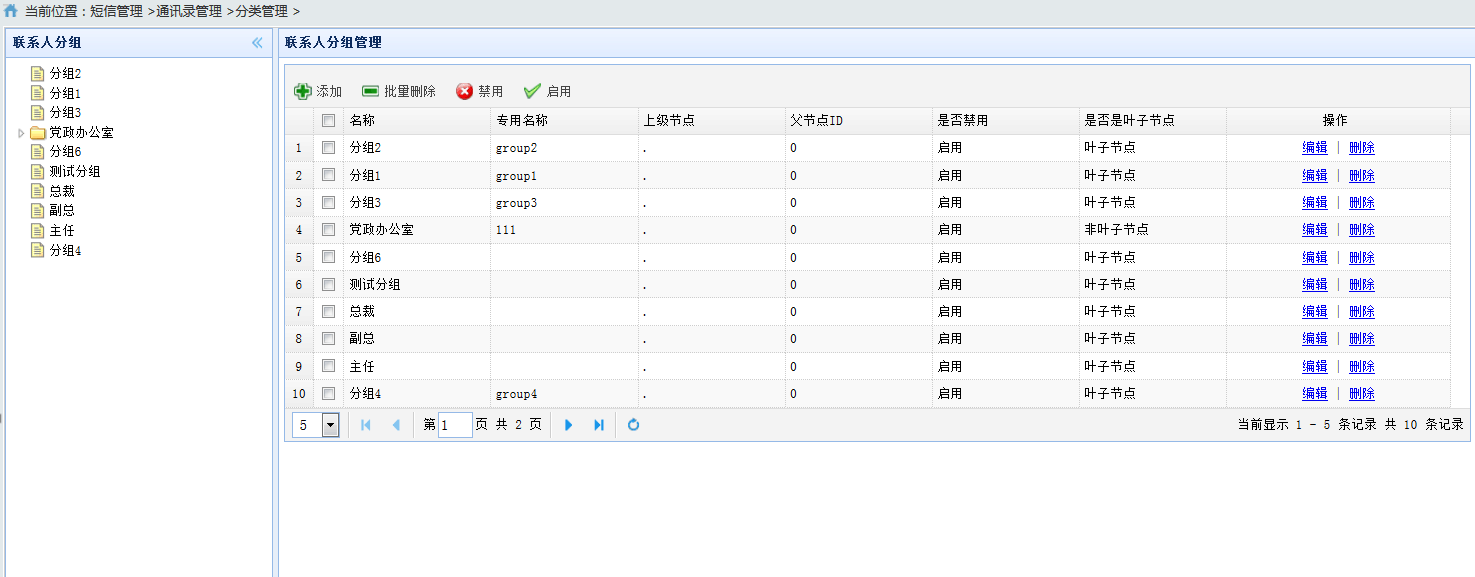 当前位置：短信管理 >通讯录管理 >分类管理 >
联系人分组
分组2
分组1
分组3
党政办公室
分组6
测试分组
总裁
副总
主任
分组4
联系人分组管理
添加 批量删除 禁用 启用
名称 专用名称 上级节点 父节点ID 是否禁用 是否是叶子节点 操作
1 分组2 group2 . 0 启用 叶子节点 编辑 | 删除
2 分组1 group1 . 0 启用 叶子节点 编辑 | 删除
3 分组3 group3 . 0 启用 叶子节点 编辑 | 删除
4 党政办公室 111 . 0 启用 非叶子节点 编辑 | 删除
5 分组6 . 0 启用 叶子节点 编辑 | 删除
6 测试分组 . 0 启用 叶子节点 编辑 | 删除
7 总裁 . 0 启用 叶子节点 编辑 | 删除
8 副总 . 0 启用 叶子节点 编辑 | 删除
9 主任 . 0 启用 叶子节点 编辑 | 删除
10 分组4 group4 . 0 启用 叶子节点 编辑 | 删除
5 第 1 页 共 2 页 当前显示 1 - 5 条记录 共 10 条记录